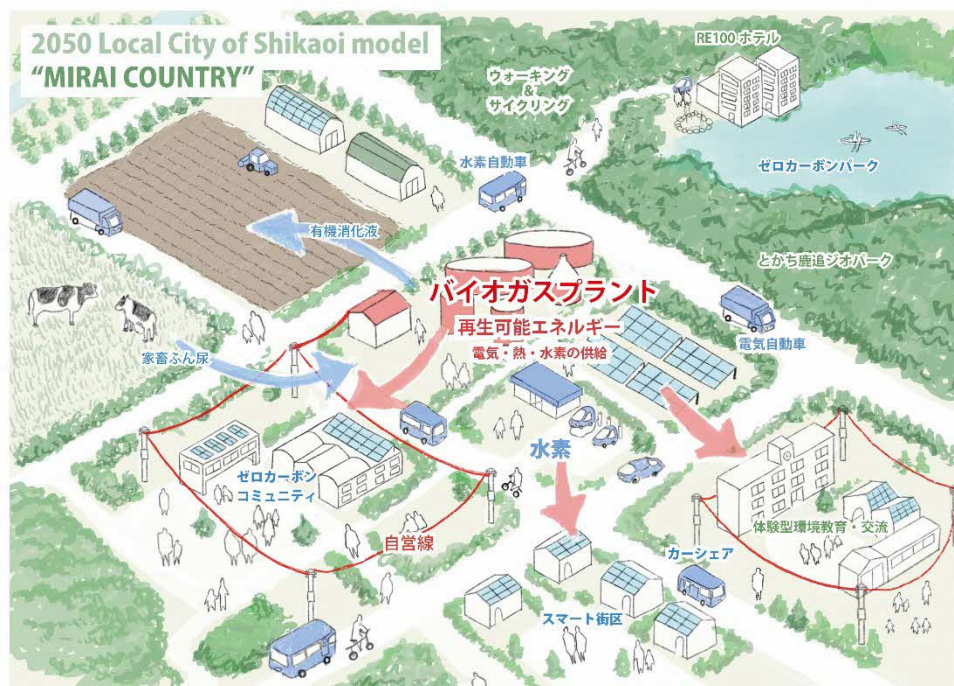 2050 Local City of Shikaoi model
“MIRAI COUNTRY”
RE100 ホテル
ウォーキング
&
サイクリング
水素自動車
ゼロカーボンパーク
有機消化液
とかち鹿追ジオパーク
バイオガスプラント
再生可能エネルギー
電気・熱・水素の供給
電気自動車
家畜ふん尿
水素
ゼロカーボン
コミュニティ
自営線
体験型環境教育・交流
カーシェア
スマート街区